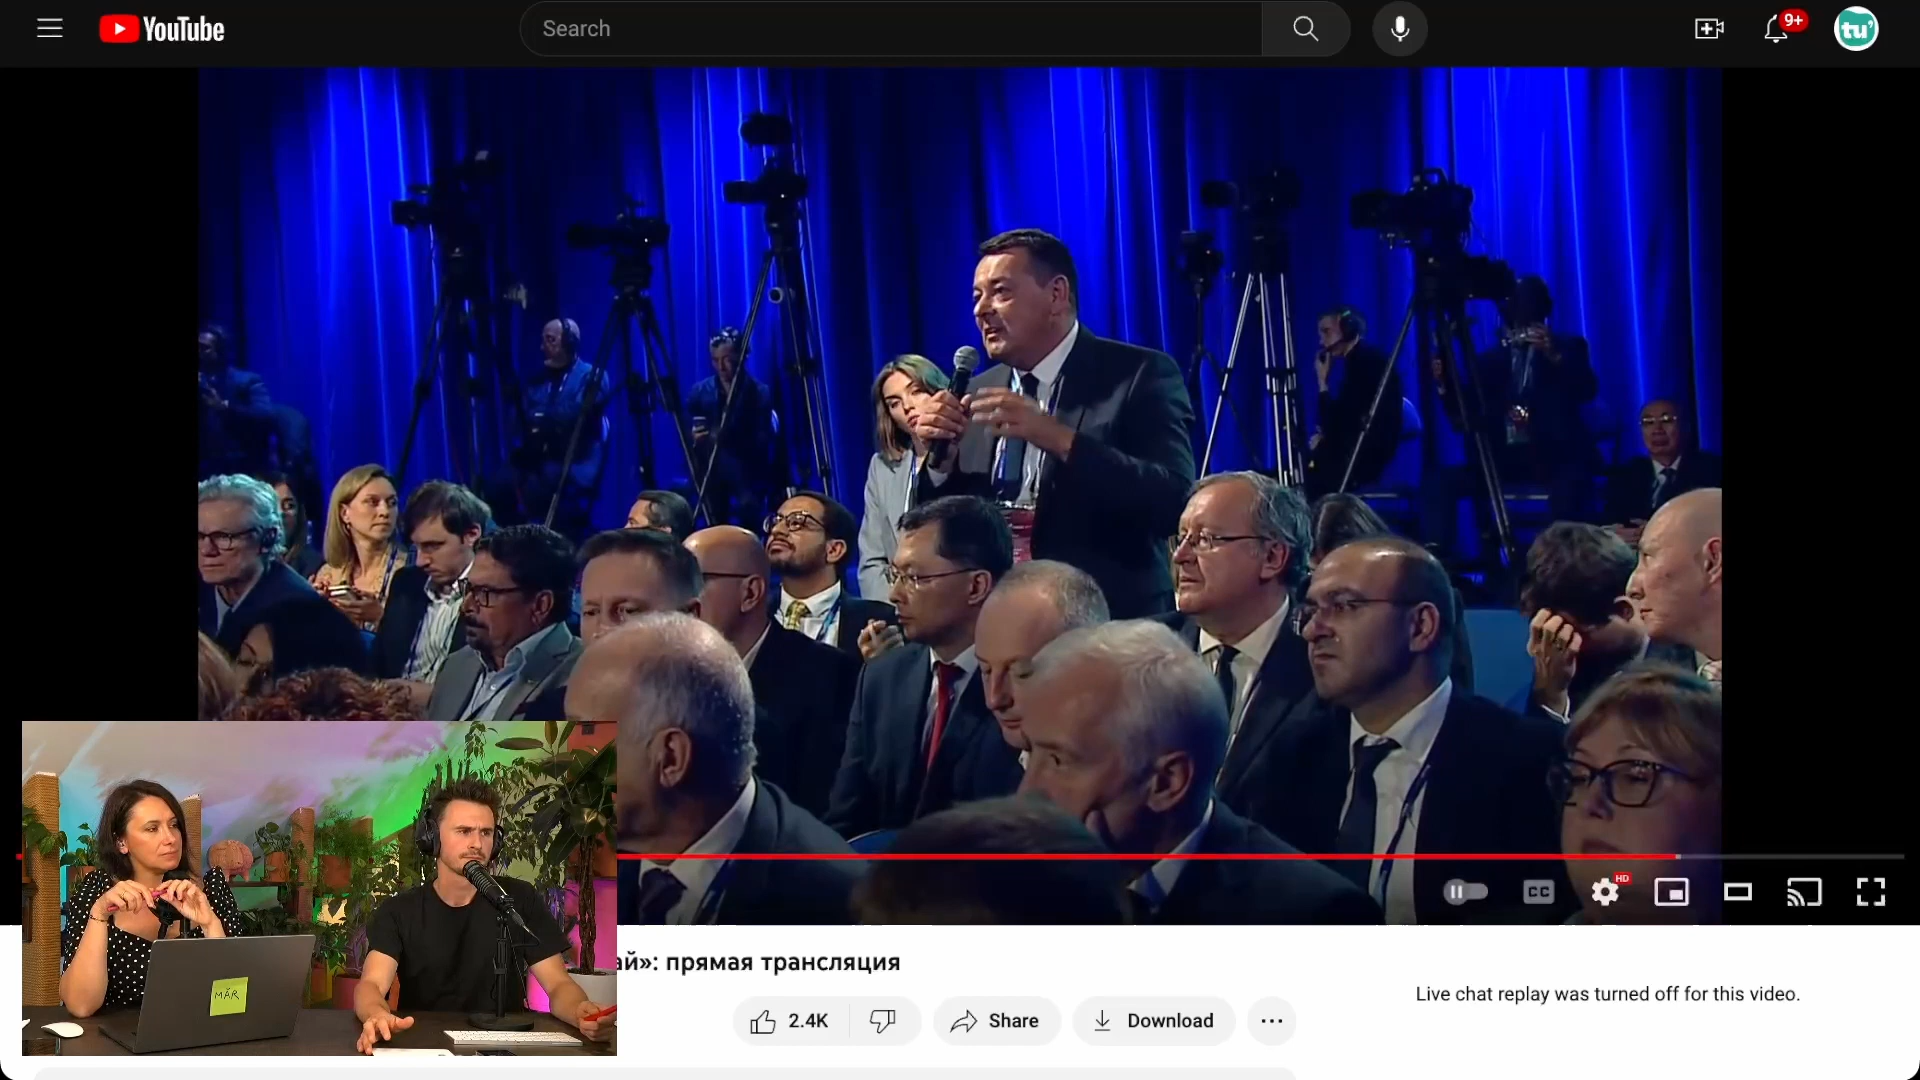 YouTube
Search
9+
tu'
HD
CC
ай»: прямая трансляция
2.4K
Share
Download
Live chat replay was turned off for this video.
MĂR